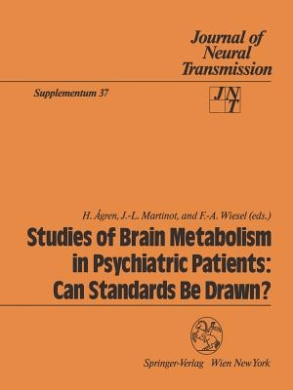 Journal of
Neural
Transmission
Supplementum 37
JNT
H. Ågren, J.-L. Martinot, and F.-A. Wiesel (eds.)
Studies of Brain Metabolism
in Psychiatric Patients:
Can Standards Be Drawn?
Springer-Verlag Wien New York